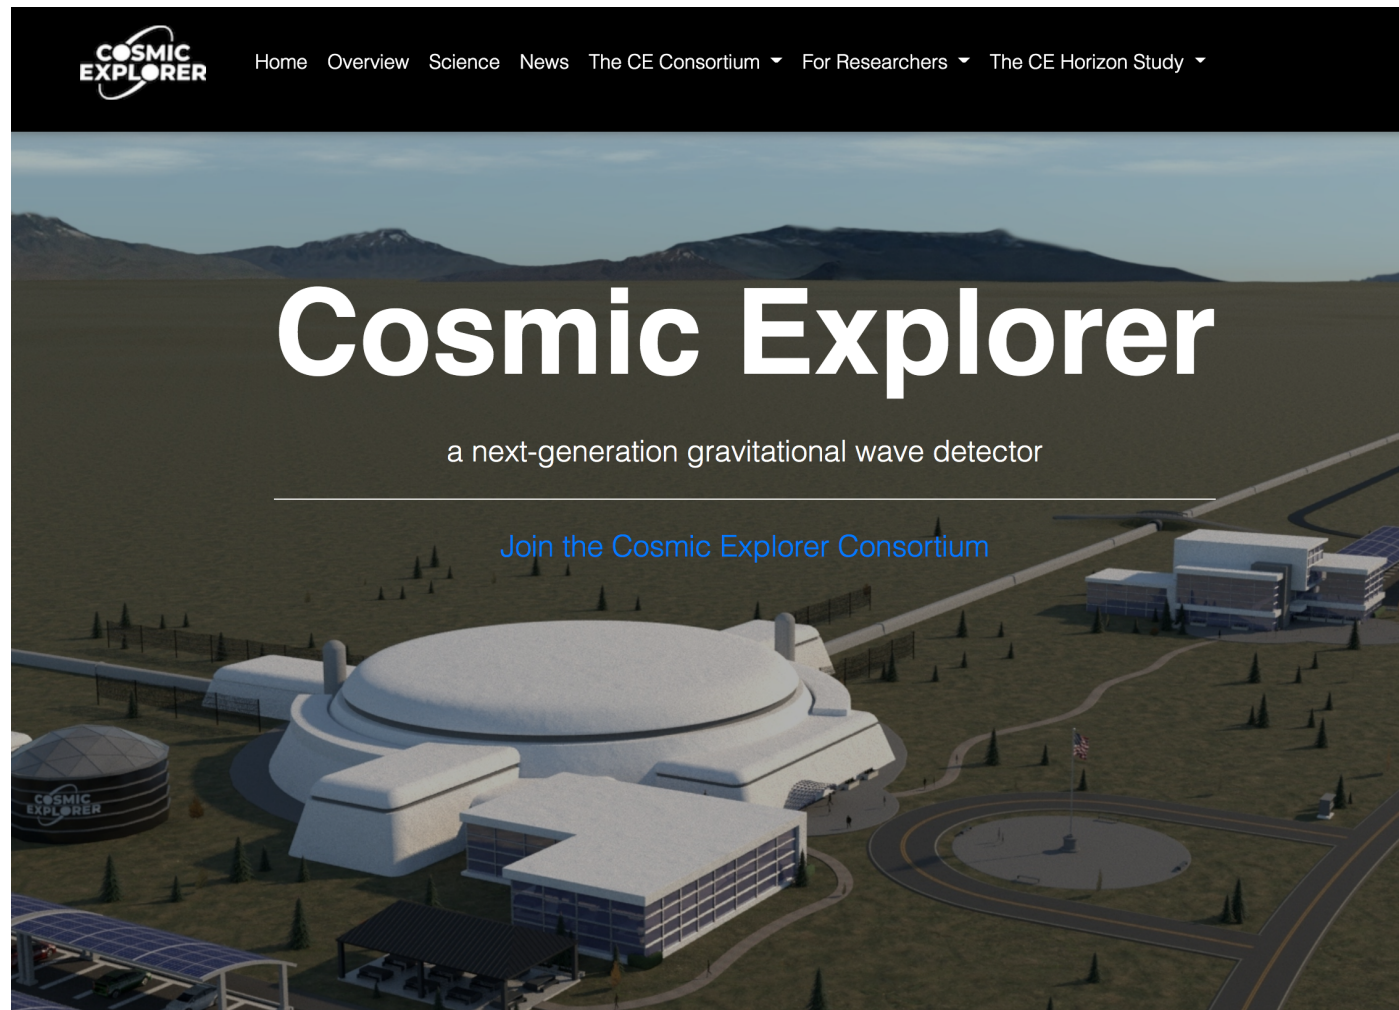 COSMIC
EXPLORER
Home Overview Science News The CE Consortium For Researchers The CE Horizon Study
Cosmic Explorer
a next-generation gravitational wave detector
Join the Cosmic Explorer Consortium
COSMIC
EXPLORER